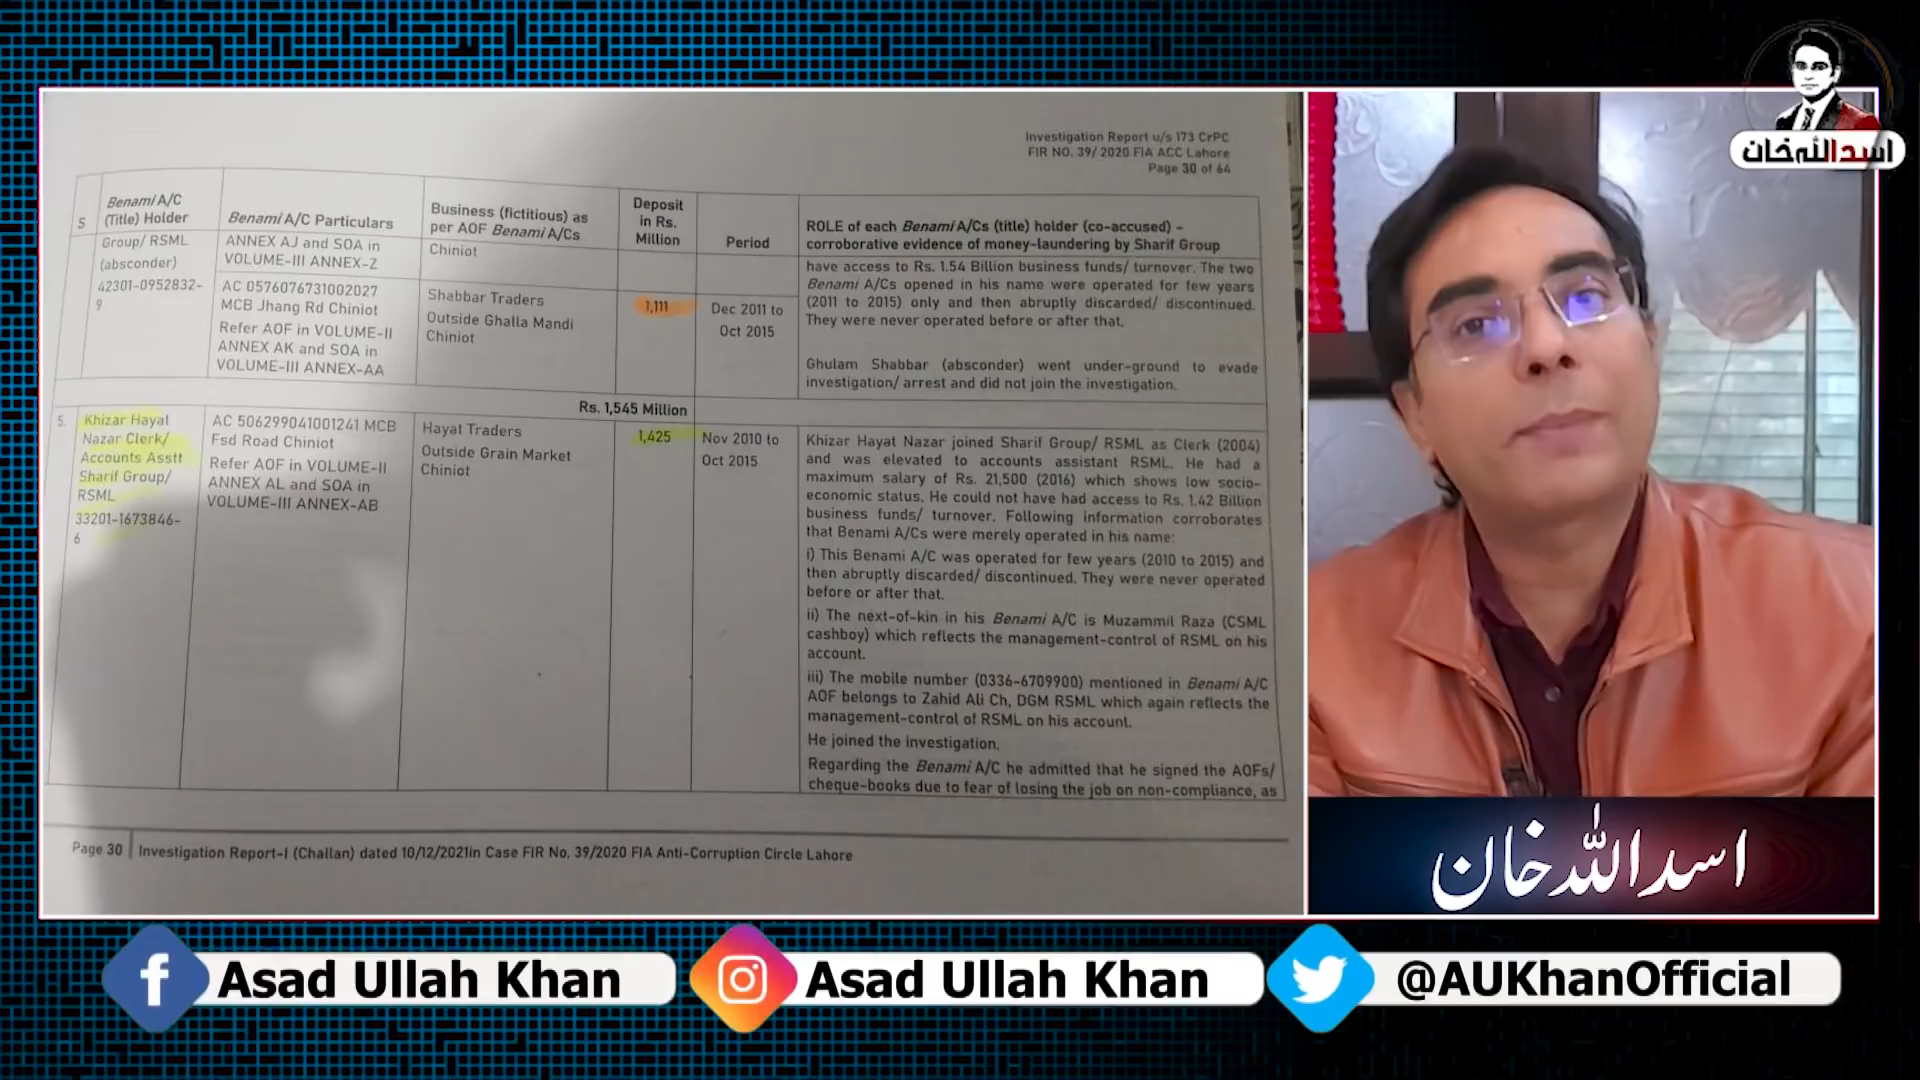 اسداللہ خان
Investigation Report u/s 173 CrPC
FIR NO. 39/ 2020 FIA ACC Lahore
Page 30 of 64
S
Benami A/C
(Title) Holder
Benami A/C Particulars
Business (fictitious) as
per AOF Benami A/Cs
Deposit
in Rs.
Million
Period
ROLE of each Benami A/Cs (title) holder (co-accused) -
corroborative evidence of money-laundering by Sharif Group
Group/ RSML
(absconder)
42301-0952832-
9
ANNEX AJ and SOA in
VOLUME-III ANNEX-Z
Chiniot
AC 0576076731002027
MCB Jhang Rd Chiniot
Refer AOF in VOLUME-II
ANNEX AK and SOA in
VOLUME-III ANNEX-AA
Shabbar Traders
Outside Ghalla Mandi
Chiniot
1,111
Dec 2011 to
Oct 2015
have access to Rs. 1.54 Billion business funds/ turnover. The two
Benami A/Cs opened in his name were operated for few years
(2011 to 2015) only and then abruptly discarded/ discontinued.
They were never operated before or after that.
Ghulam Shabbar (absconder) went under-ground to evade
investigation/ arrest and did not join the investigation.
Rs. 1,545 Million
5.
Khizar Hayat
Nazar Clerk/
Accounts Asstt
Sharif Group/
RSML
33201-1673846-
6
AC 506299041001241 MCB
Fsd Road Chiniot
Refer AOF in VOLUME-II
ANNEX AL and SOA in
VOLUME-III ANNEX-AB
Hayat Traders
Outside Grain Market
Chiniot
1,425
Nov 2010 to
Oct 2015
Khizar Hayat Nazar joined Sharif Group/ RSML as Clerk (2004)
and was elevated to accounts assistant RSML. He had a
maximum salary of Rs. 21,500 (2016) which shows low socio-
economic status. He could not have had access to Rs. 1.42 Billion
business funds/ turnover. Following information corroborates
that Benami A/Cs were merely operated in his name:
i) This Benami A/C was operated for few years (2010 to 2015) and
then abruptly discarded/ discontinued. They were never operated
before or after that.
ii) The next-of-kin in his Benami A/C is Muzammil Raza (CSML
cashboy) which reflects the management-control of RSML on his
account.
iii) The mobile number (0336-6709900) mentioned in Benami A/C
AOF belongs to Zahid Ali Ch, DGM RSML which again reflects the
management-control of RSML on his account.
He joined the investigation.
Regarding the Benami A/C he admitted that he signed the AOFs/
cheque-books due to fear of losing the job on non-compliance, as
Page 30 | Investigation Report-I (Challan) dated 10/12/2021in Case FIR No. 39/2020 FIA Anti-Corruption Circle Lahore
اسداللہ خان
Asad Ullah Khan
Asad Ullah Khan
@AUKhanOfficial